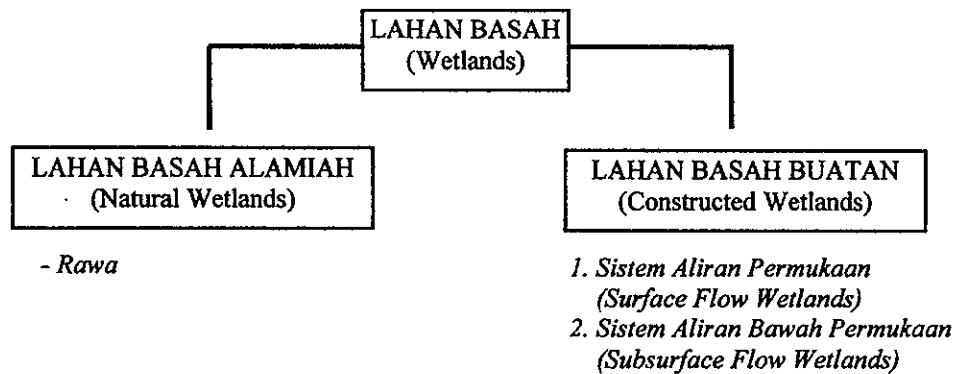 LAHAN BASAH
(Wetlands)
LAHAN BASAH ALAMIAH
(Natural Wetlands)
LAHAN BASAH BUATAN
(Constructed Wetlands)
- Rawa
1. Sistem Aliran Permukaan
(Surface Flow Wetlands)
2. Sistem Aliran Bawah Permukaan
(Subsurface Flow Wetlands)